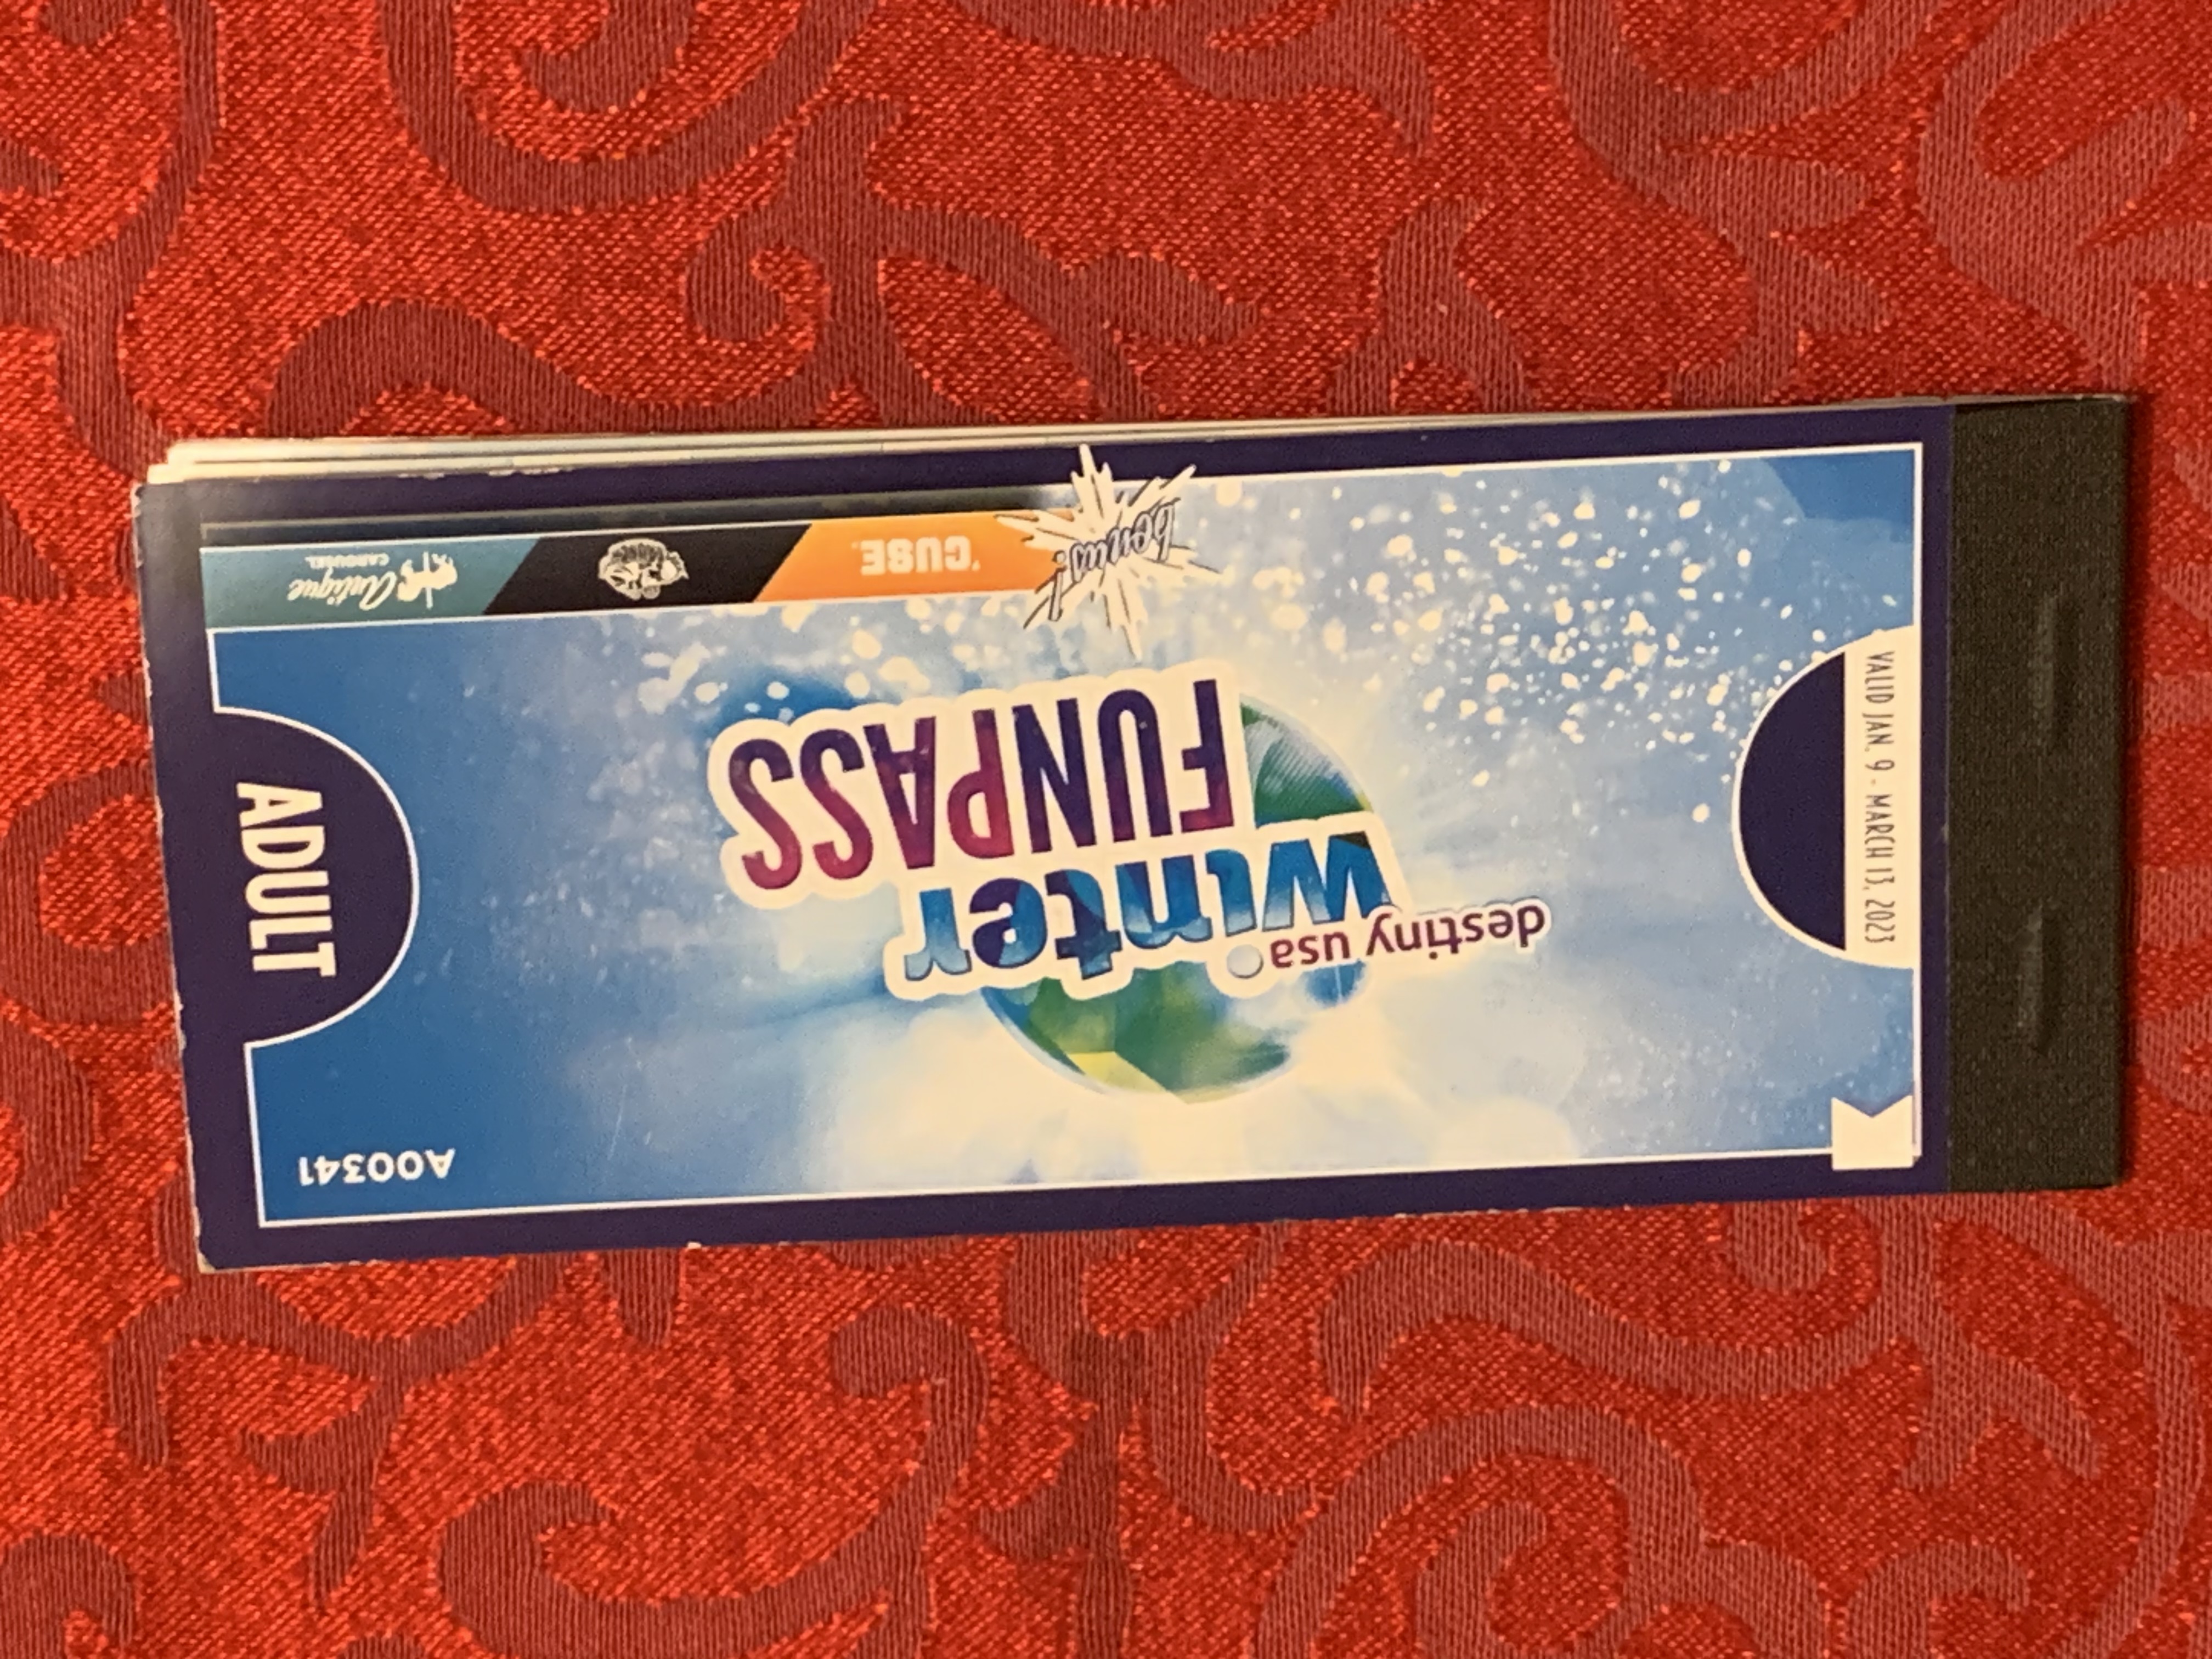 VALID JAN. 9 - MARCH 13, 2023
A00341
destiny usa
winter
FUNPASS
ADULT
bonus!
'CUSE
Antique
CAROUSEL